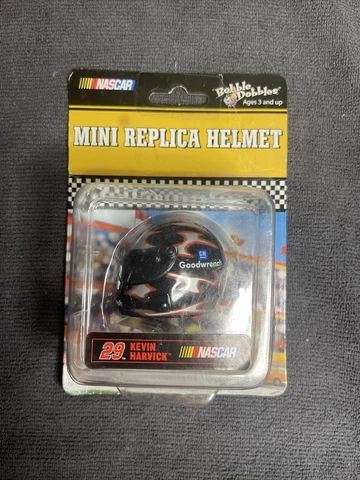 NASCAR
Bobble Dobbles
Ages 3 and up
MINI REPLICA HELMET
GM
Goodwrench
29 KEVIN
HARVICK
NASCAR